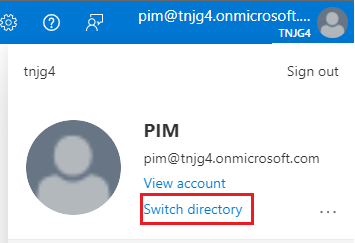 pim@tnjg4.onmicrosoft....
TNJG4
tnjg4
Sign out
PIM
pim@tnjg4.onmicrosoft.com
View account
Switch directory
...